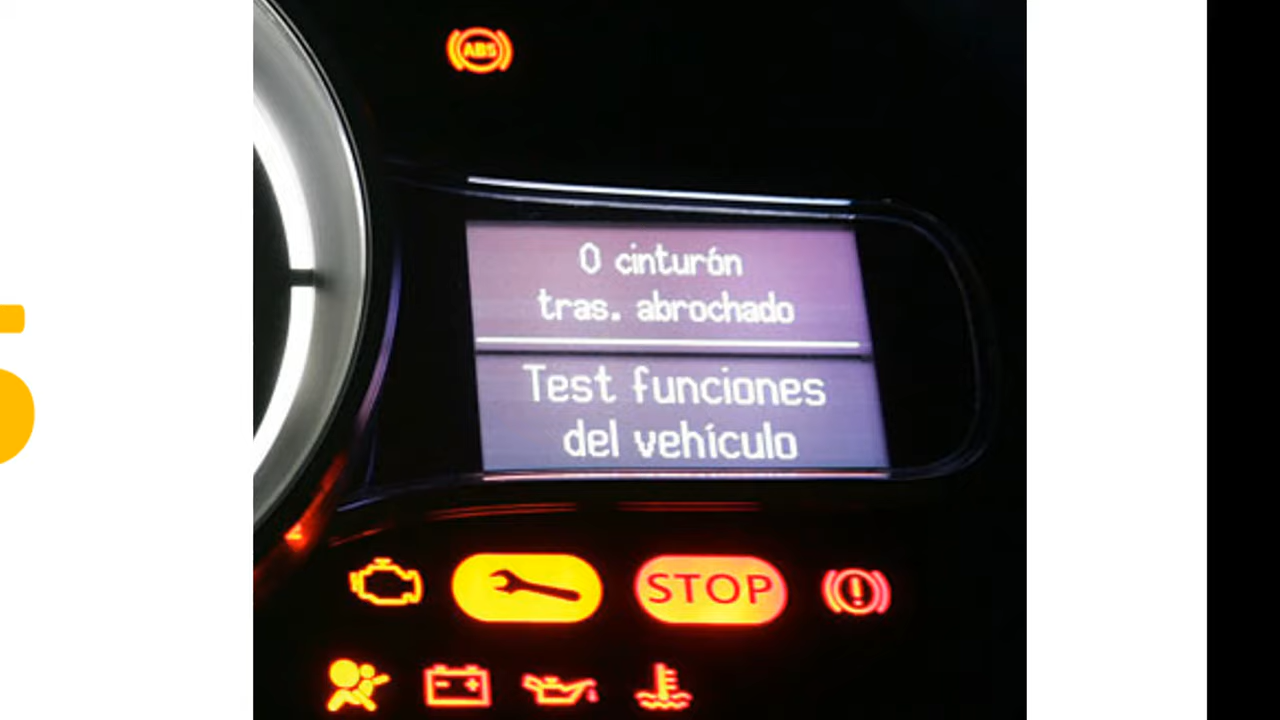 ABS
0 cinturón
tras. abrochado
Test funciones
del vehículo
STOP